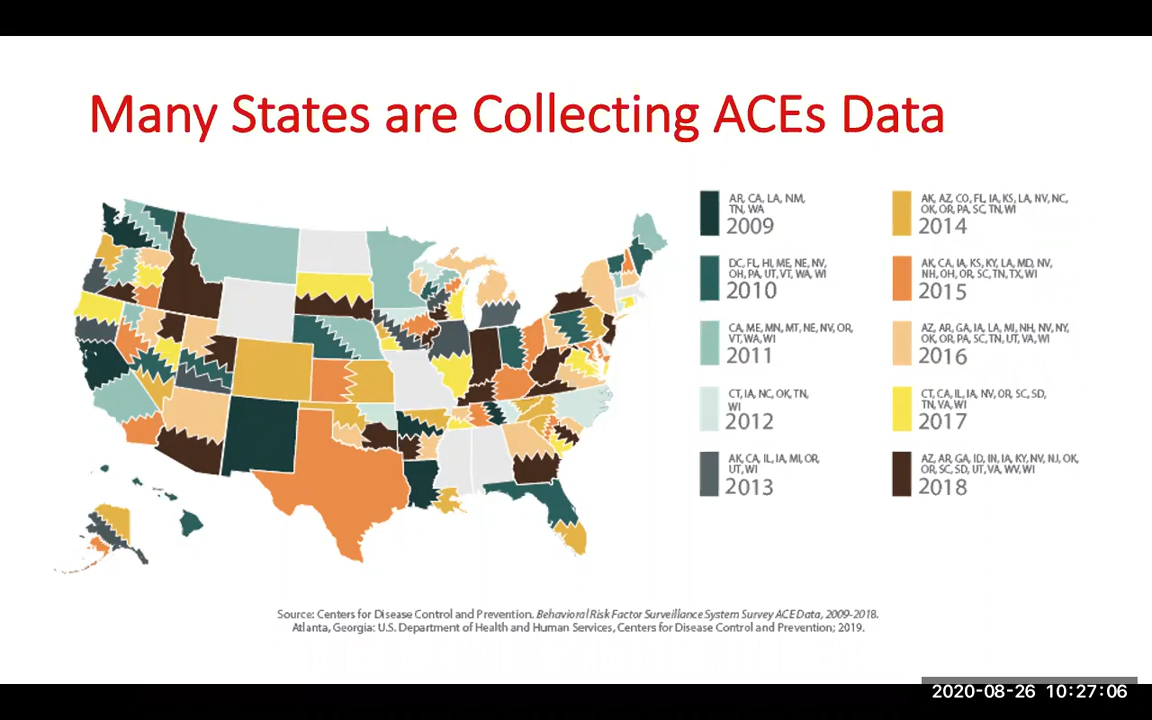 Many States are Collecting ACEs Data
AR, CA, LA, NM,
TN, WA
2009
DC, FL, HI, ME, NE, NV,
OH, PA, UT, VT, WA, WI
2010
CA, ME, MN, MT, NE, NV, OR,
VT, WA, WI
2011
CT, IA, NC, OK, TN,
WI
2012
AK, CA, IL, IA, MI, OR,
UT, WI
2013
AK, AZ, CO, FL, IA, KS, LA, NV, NC,
OK, OR, PA, SC, TN, WI
2014
AK, CA, IA, KS, KY, LA, MD, NV,
NH, OH, OR, SC, TN, TX, WI
2015
AZ, AR, GA, IA, LA, MI, NH, NV, NY,
OK, OR, PA, SC, TN, UT, VA, WI
2016
CT, CA, IL, IA, NV, OR, SC, SD,
TN, VA, WI
2017
AZ, AR, GA, ID, IN, IA, KY, NV, NJ, OK,
OR, SC, SD, UT, VA, WV, WI
2018
Source: Centers for Disease Control and Prevention. Behavioral Risk Factor Surveillance System Survey ACE Data, 2009-2018.
Atlanta, Georgia: U.S. Department of Health and Human Services, Centers for Disease Control and Prevention; 2019.
2020-08-26 10:27:06